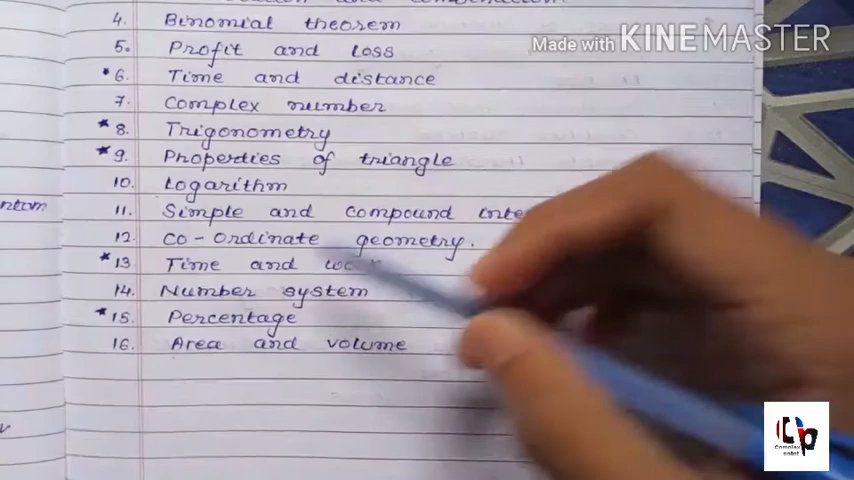 Made with KINEMASTER
4. Binomial theorem
5. Profit and loss
*6. Time and distance
7. Complex number
*8. Trigonometry
*9. Properties of triangle
10. Logarithm
11. Simple and compound
12. Co-Ordinate geometry.
*13. Time and
14. Number system
*15. Percentage
16. Area and volume
Complex
point